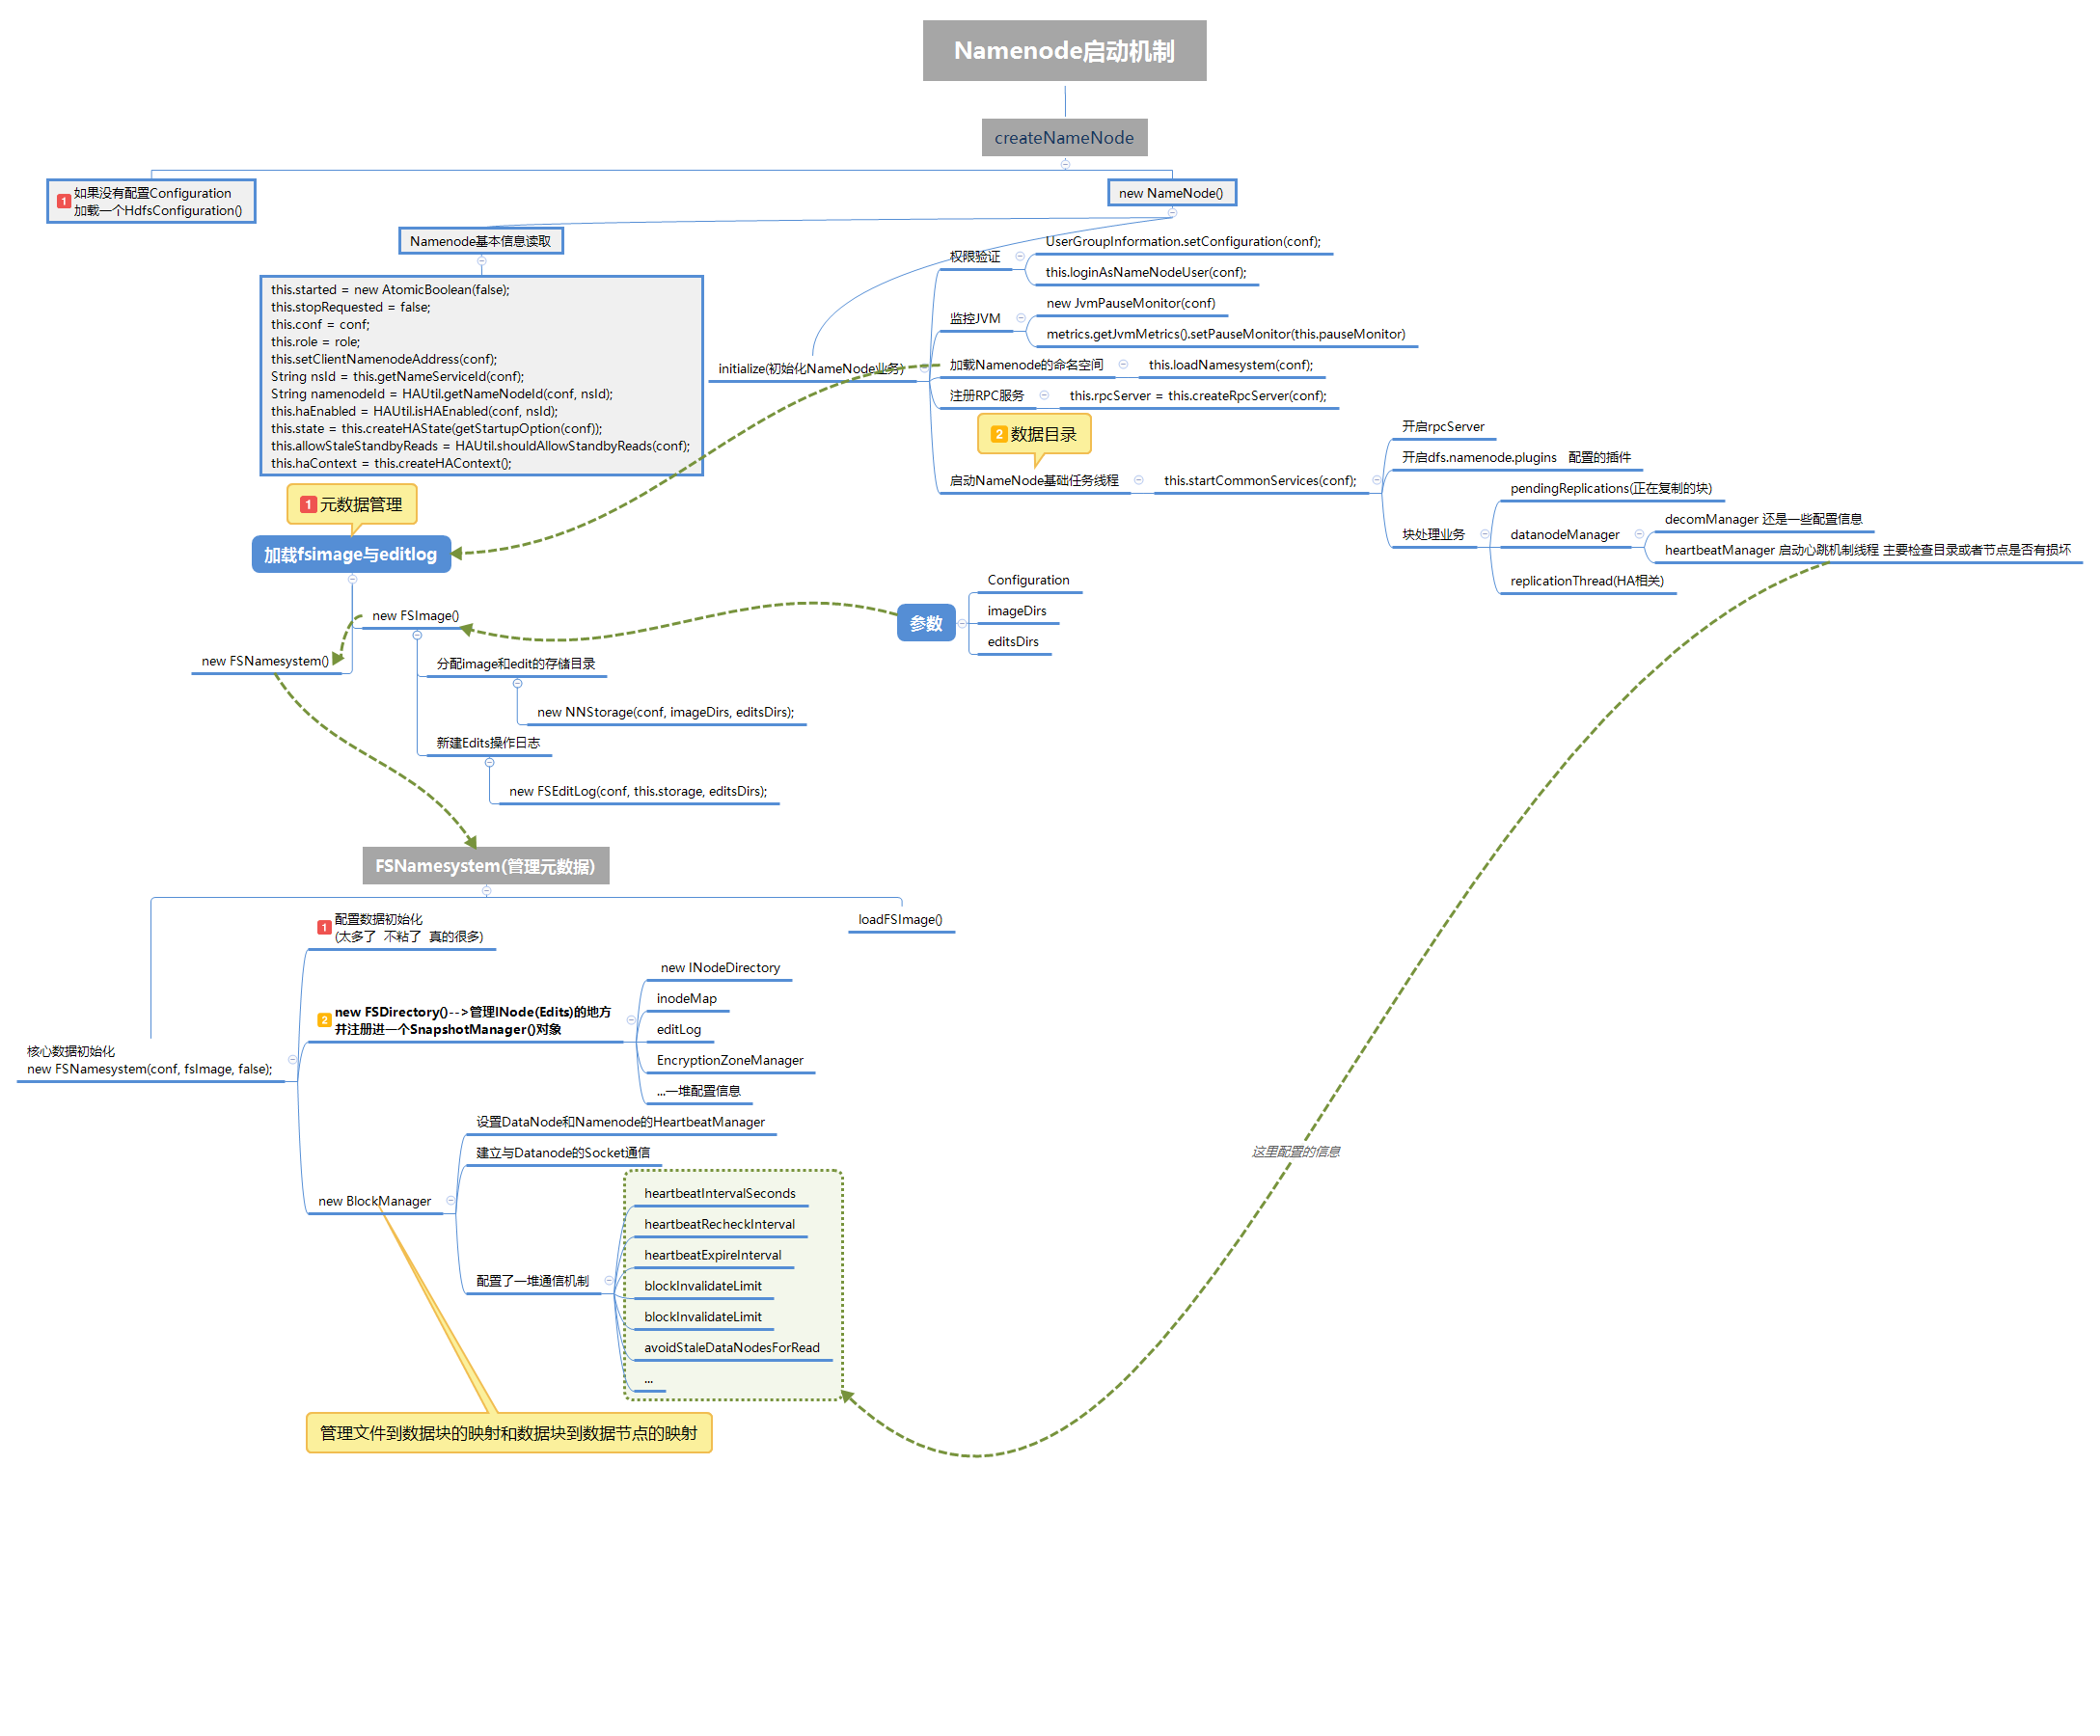 Namenode启动机制
createNameNode
1 如果没有配置Configuration
加载一个HdfsConfiguration()
new NameNode()
Namenode基本信息读取
this.started = new AtomicBoolean(false);
this.stopRequested = false;
this.conf = conf;
this.role = role;
this.setClientNamenodeAddress(conf);
String nsId = this.getNameServiceId(conf);
String namenodeId = HAUtil.getNameNodeId(conf, nsId);
this.haEnabled = HAUtil.isHAEnabled(conf, nsId);
this.state = this.createHAState(getStartupOption(conf));
this.allowStaleStandbyReads = HAUtil.shouldAllowStandbyReads(conf);
this.haContext = this.createHAContext();
initialize(初始化NameNode业务)
权限验证
UserGroupInformation.setConfiguration(conf);
this.loginAsNameNodeUser(conf);
监控JVM
new JvmPauseMonitor(conf)
metrics.getJvmMetrics().setPauseMonitor(this.pauseMonitor)
加载Namenode的命名空间
this.loadNamesystem(conf);
注册RPC服务
this.rpcServer = this.createRpcServer(conf);
2 数据目录
启动NameNode基础任务线程
this.startCommonServices(conf);
开启rpcServer
开启dfs.namenode.plugins 配置的插件
块处理业务
pendingReplications(正在复制的块)
datanodeManager
decomManager 还是一些配置信息
heartbeatManager 启动心跳机制线程 主要检查目录或者节点是否有损坏
replicationThread(HA相关)
1 元数据管理
加载fsimage与editlog
new FSImage()
参数
Configuration
imageDirs
editsDirs
new FSNamesystem()
分配image和edit的存储目录
new NNStorage(conf, imageDirs, editsDirs);
新建Edits操作日志
new FSEditLog(conf, this.storage, editsDirs);
FSNamesystem(管理元数据)
loadFSImage()
核心数据初始化
new FSNamesystem(conf, fsImage, false);
1 配置数据初始化
(太多了 不粘了 真的很多)
2 new FSDirectory()-->管理INode(Edits)的地方
并注册进一个SnapshotManager()对象
new INodeDirectory
inodeMap
editLog
EncryptionZoneManager
...一堆配置信息
new BlockManager
设置DataNode和Namenode的HeartbeatManager
建立与Datanode的Socket通信
配置了一堆通信机制
heartbeatIntervalSeconds
heartbeatRecheckInterval
heartbeatExpireInterval
blockInvalidateLimit
blockInvalidateLimit
avoidStaleDataNodesForRead
...
这里配置的信息
管理文件到数据块的映射和数据块到数据节点的映射